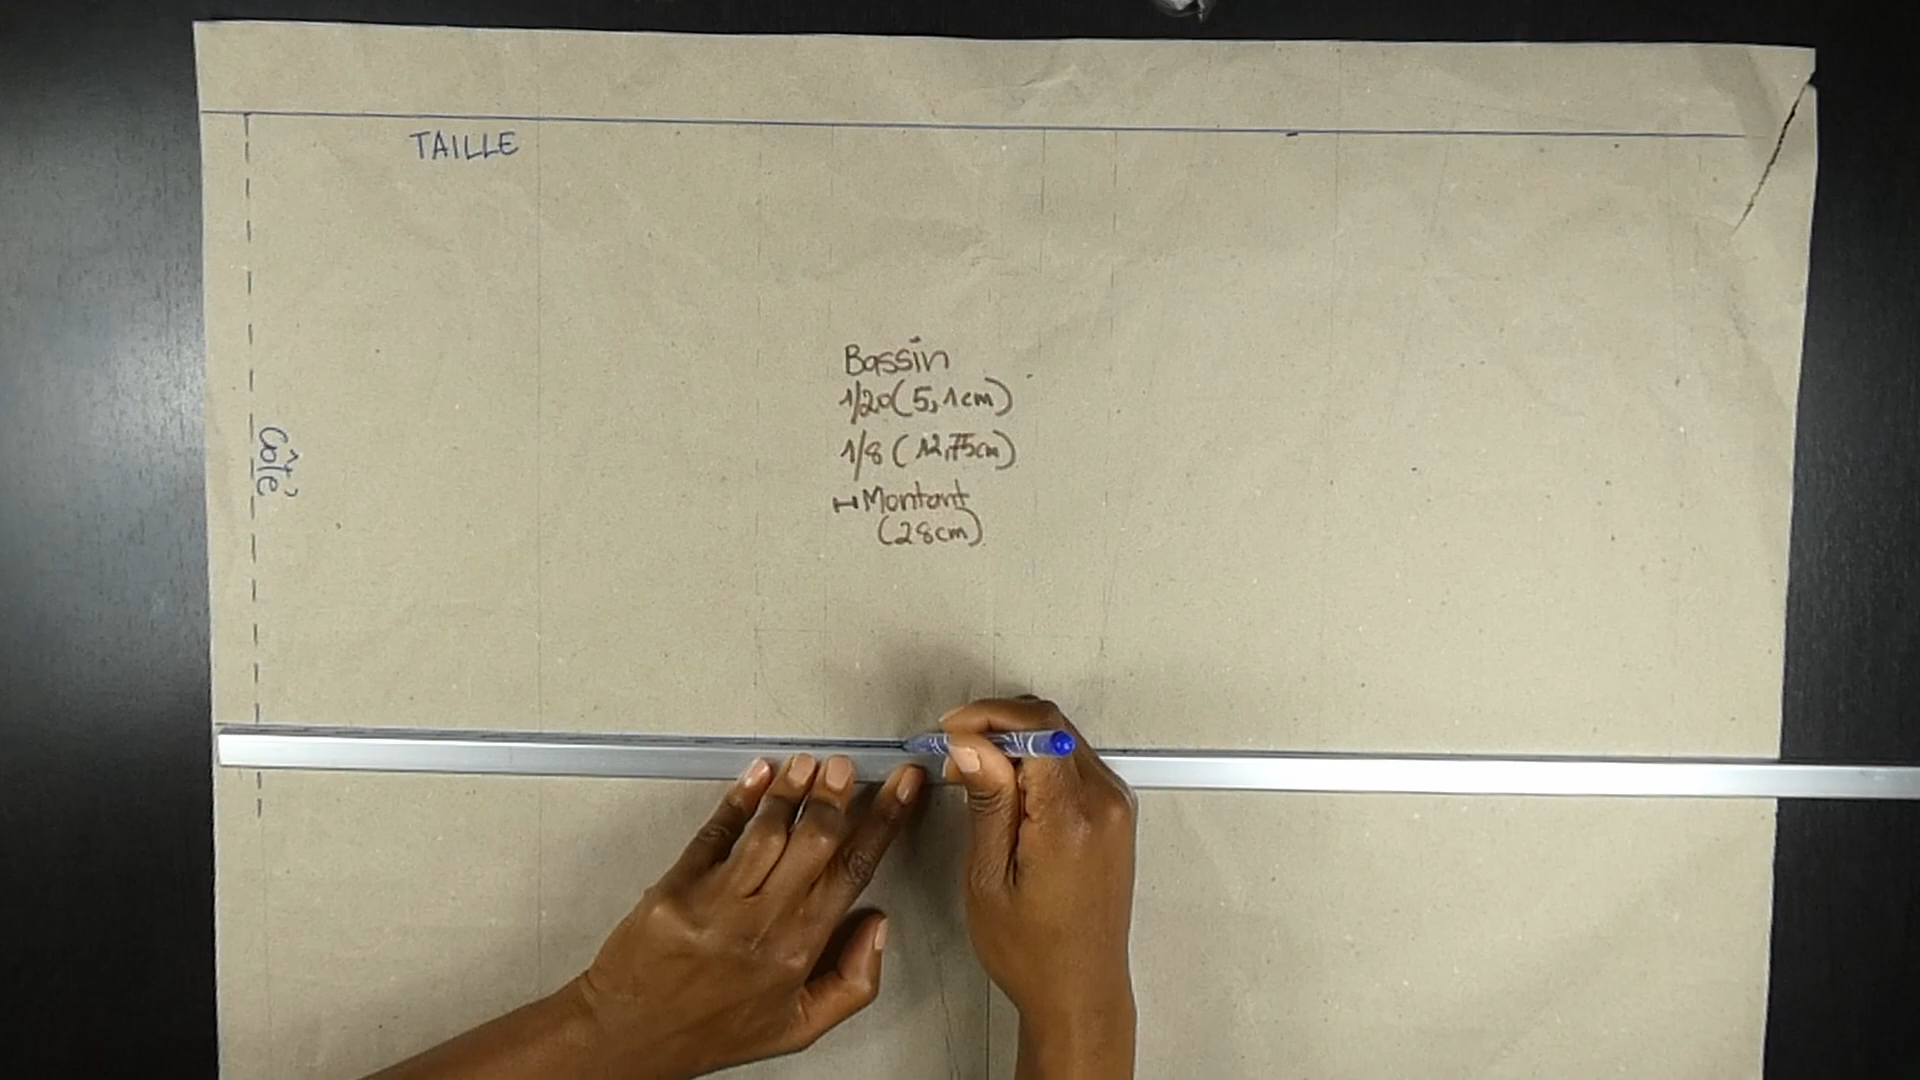 TAILLE
Côté
Bassin
1/20 (5,1cm)
1/8 (12,75cm)
Montant
(28cm)